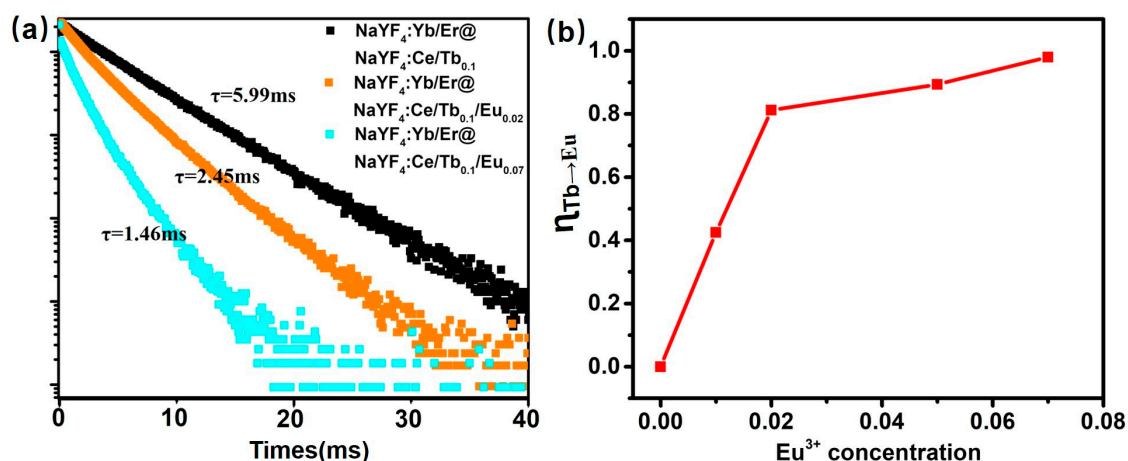 (a)
NaYF₄:Yb/Er@
NaYF₄:Ce/Tb₀.₁
NaYF₄:Yb/Er@
NaYF₄:Ce/Tb₀.₁/Eu₀.₀₂
NaYF₄:Yb/Er@
NaYF₄:Ce/Tb₀.₁/Eu₀.₀₇
τ=5.99ms
τ=2.45ms
τ=1.46ms
0 10 20 30 40
Times(ms)
(b)
1.0
0.8
0.6
0.4
0.2
0.0
ηTb→Eu
0.00 0.02 0.04 0.06 0.08
Eu³⁺ concentration